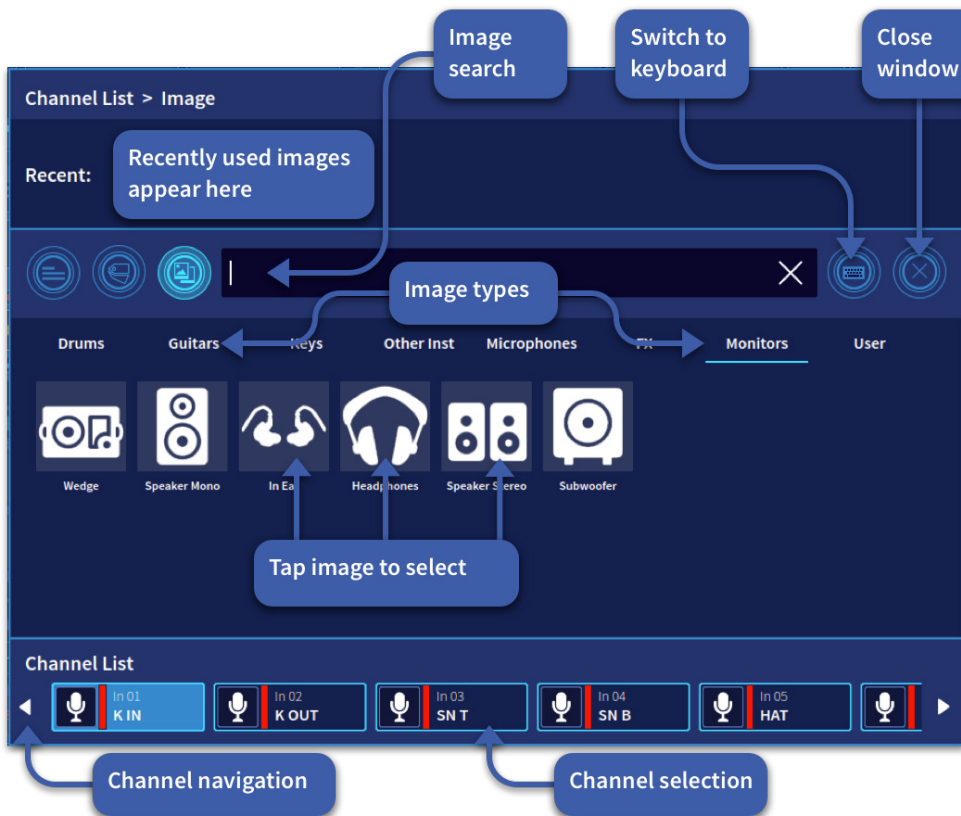 Image
search
Switch to
keyboard
Close
window
Channel List > Image
Recent:
Recently used images
appear here
Image types
Drums
Guitars
Keys
Other Inst
Microphones
FX
Monitors
User
Wedge
Speaker Mono
In Ear
Headphones
Speaker Stereo
Subwoofer
Tap image to select
Channel List
In 01
K IN
In 02
K OUT
In 03
SN T
In 04
SN B
In 05
HAT
Channel navigation
Channel selection